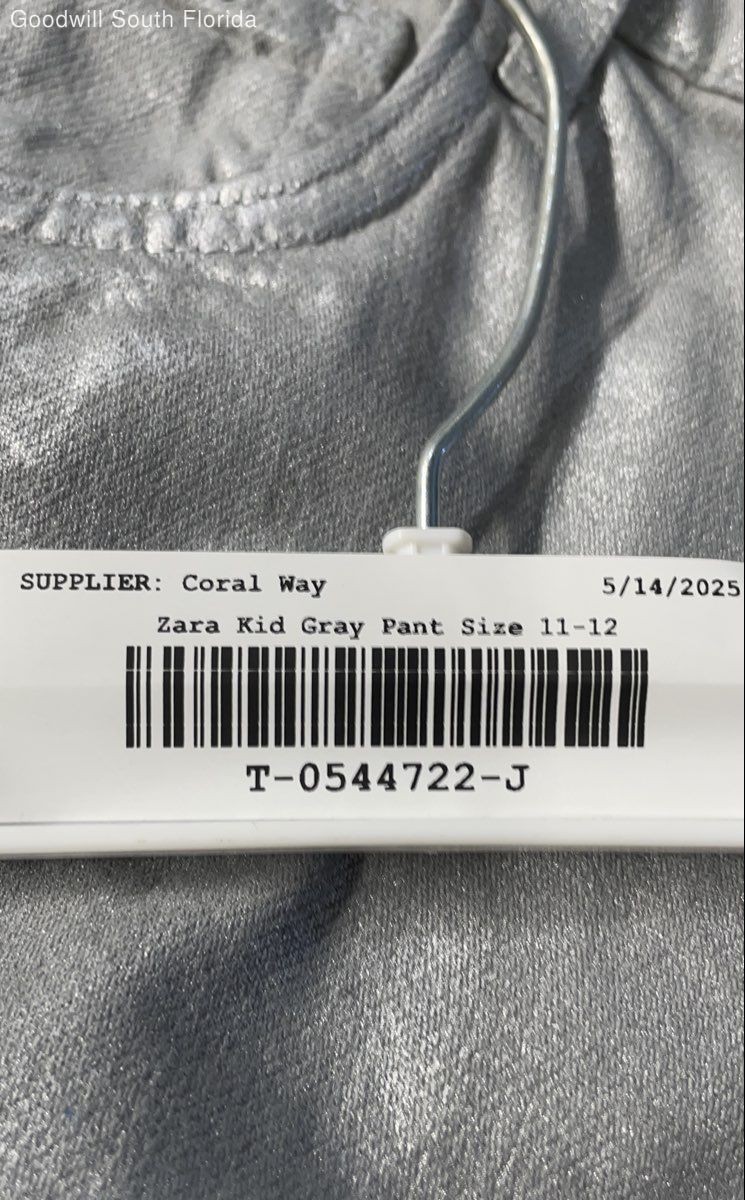 Goodwill South Florida
SUPPLIER: Coral Way
5/14/2025
Zara Kid Gray Pant Size 11-12
T-0544722-J